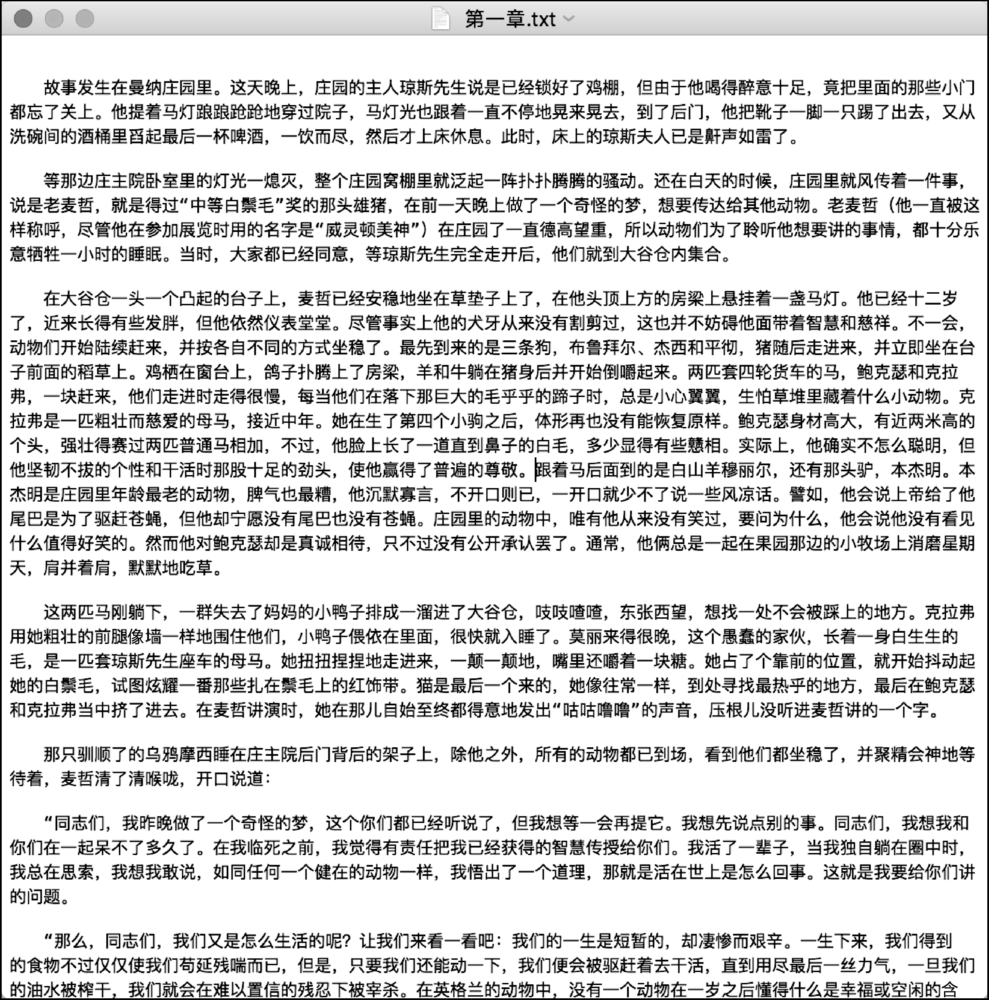 第一章.txt
故事发生在曼纳庄园里。这天晚上，庄园的主人琼斯先生说是已经锁好了鸡棚，但由于他喝得醉意十足，竟把里面的那些小门
都忘了关上。他提着马灯踉踉跄跄地穿过院子，马灯光也跟着一直不停地晃来晃去，到了后门，他把靴子一脚一只踢了出去，又从
洗碗间的酒桶里舀起最后一杯啤酒，一饮而尽，然后才上床休息。此时，床上的琼斯夫人已是鼾声如雷了。
等那边庄主院卧室里的灯光一熄灭，整个庄园窝棚里就泛起一阵扑扑腾腾的骚动。还在白天的时候，庄园里就风传着一件事，
说是老麦哲，就是得过“中等白鬃毛”奖的那头雄猪，在前一天晚上做了一个奇怪的梦，想要传达给其他动物。老麦哲（他一直被这
样称呼，尽管他在参加展览时用的名字是“威灵顿美神”）在庄园了一直德高望重，所以动物们为了聆听他想要讲的事情，都十分乐
意牺牲一小时的睡眠。当时，大家都已经同意，等琼斯先生完全走开后，他们就到大谷仓内集合。
在大谷仓一头一个凸起的台子上，麦哲已经安稳地坐在草垫子上了，在他头顶上方的房梁上悬挂着一盏马灯。他已经十二岁
了，近来长得有些发胖，但他依然仪表堂堂。尽管事实上他的犬牙从来没有割剪过，这也并不妨碍他面带着智慧和慈祥。不一会，
动物们开始陆续赶来，并按各自不同的方式坐稳了。最先到来的是三条狗，布鲁拜尔、杰西和平彻，猪随后走进来，并立即坐在台
子前面的稻草上。鸡栖在窗台上，鸽子扑腾上了房梁，羊和牛躺在猪身后并开始倒嚼起来。两匹套四轮货车的马，鲍克瑟和克拉
弗，一块赶来，他们走进时走得很慢，每当他们在落下那巨大的毛乎乎的蹄子时，总是小心翼翼，生怕草堆里藏着什么小动物。克
拉弗是一匹粗壮而慈爱的母马，接近中年。她在生了第四个小驹之后，体形再也没有能恢复原样。鲍克瑟身材高大，有近两米高的
个头，强壮得赛过两匹普通马相加，不过，他脸上长了一道直到鼻子的白毛，多少显得有些戆相。实际上，他确实不怎么聪明，但
他坚韧不拔的个性和干活时那股十足的劲头，使他赢得了普遍的尊敬。跟着马后面到的是白山羊穆丽尔，还有那头驴，本杰明。本
杰明是庄园里年龄最老的动物，脾气也最糟，他沉默寡言，不开口则已，一开口就少不了说一些风凉话。譬如，他会说上帝给了他
尾巴是为了驱赶苍蝇，但他却宁愿没有尾巴也没有苍蝇。庄园里的动物中，唯有他从来没有笑过，要问为什么，他会说他没有看见
什么值得好笑的。然而他对鲍克瑟却是真诚相待，只不过没有公开承认罢了。通常，他俩总是一起在果园那边的小牧场上消磨星期
天，肩并着肩，默默地吃草。
这两匹马刚躺下，一群失去了妈妈的小鸭子排成一溜进了大谷仓，吱吱喳喳，东张西望，想找一处不会被踩上的地方。克拉弗
用她粗壮的前腿像墙一样地围住他们，小鸭子偎依在里面，很快就入睡了。莫丽来得很晚，这个愚蠢的家伙，长着一身白生生的
毛，是一匹套琼斯先生座车的母马。她扭扭捏捏地走进来，一颠一颠地，嘴里还嚼着一块糖。她占了个靠前的位置，就开始抖动起
她的白鬃毛，试图炫耀一番那些扎在鬃毛上的红饰带。猫是最后一个来的，她像往常一样，到处寻找最热乎的地方，最后在鲍克瑟
和克拉弗当中挤了进去。在麦哲讲演时，她在那儿自始至终都得意地发出“咕咕噜噜”的声音，压根儿没听进麦哲讲的一个字。
那只驯顺了的乌鸦摩西睡在庄主院后门背后的架子上，除他之外，所有的动物都已到场，看到他们都坐稳了，并聚精会神地等
待着，麦哲清了清喉咙，开口说道：
“同志们，我昨晚做了一个奇怪的梦，这个你们都已经听说了，但我想等一会再提它。我想先说点别的事。同志们，我想我和
你们在一起呆不了多久了。在我临死之前，我觉得有责任把我已经获得的智慧传授给你们。我活了一辈子，当我独自躺在圈中时，
我总在思索，我想我敢说，如同任何一个健在的动物一样，我悟出了一个道理，那就是活在世上是怎么回事。这就是我要给你们讲
的问题。
“那么，同志们，我们又是怎么生活的呢？让我们来看一看吧：我们的一生是短暂的，却凄惨而艰辛。一生下来，我们得到
的食物不过仅仅使我们苟延残喘而已，但是，只要我们还能动一下，我们便会被驱赶着去干活，直到用尽最后一丝力气，一旦我们
的油水被榨干，我们就会在难以置信的残忍下被宰杀。在英格兰的动物中，没有一个动物在一岁之后懂得什么是幸福或空闲的含